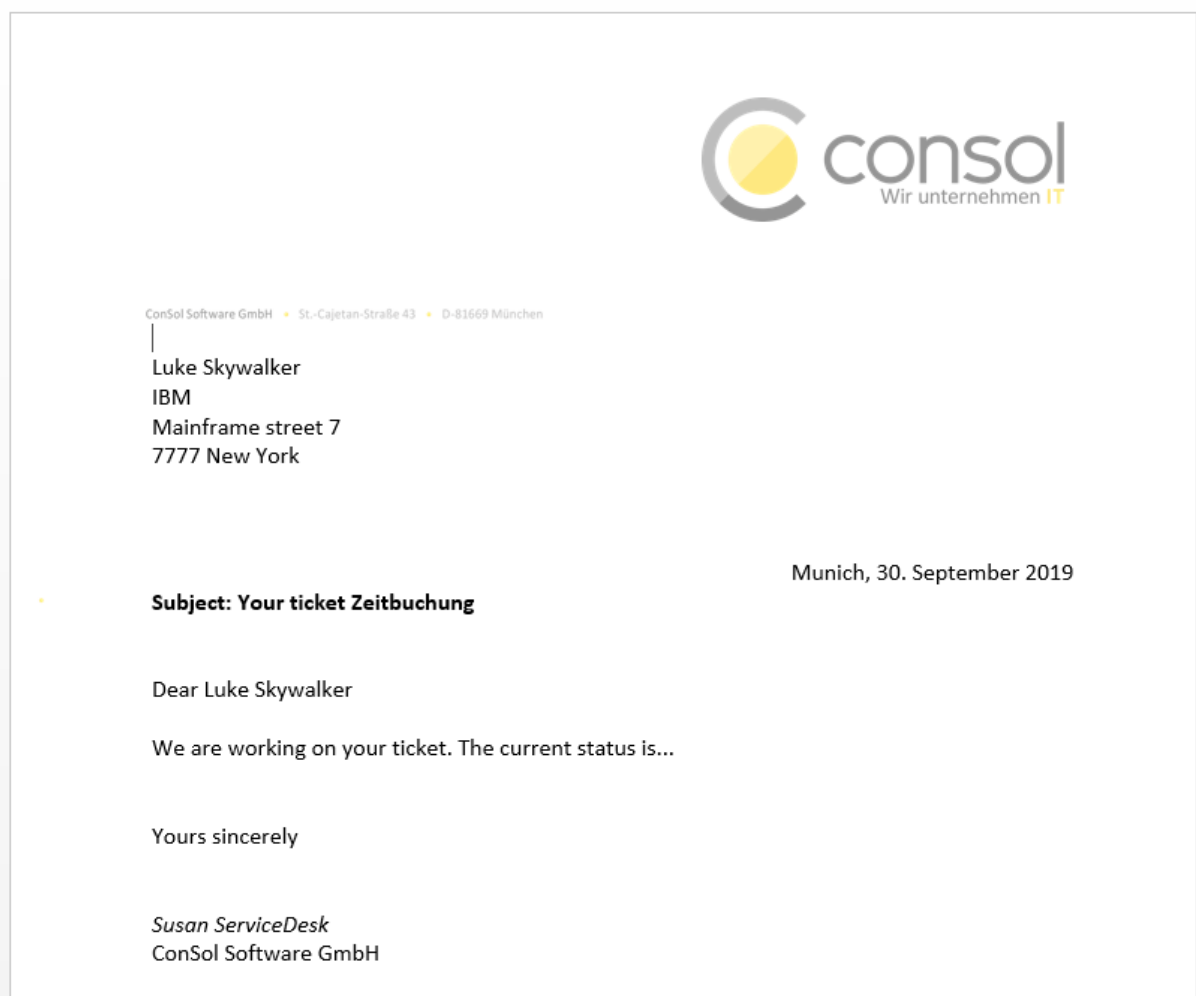 consol
Wir unternehmen IT
ConSol Software GmbH • St.-Cajetan-Straße 43 • D-81669 München
Luke Skywalker
IBM
Mainframe street 7
7777 New York
Munich, 30. September 2019
Subject: Your ticket Zeitbuchung
Dear Luke Skywalker
We are working on your ticket. The current status is...
Yours sincerely
Susan ServiceDesk
ConSol Software GmbH